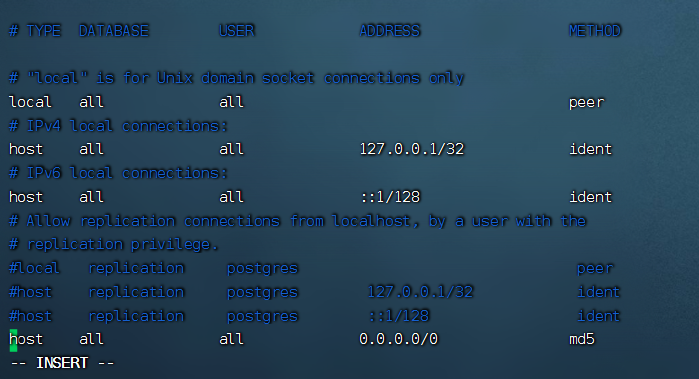 # TYPE  DATABASE        USER            ADDRESS                 METHOD
# "local" is for Unix domain socket connections only
local   all             all                                     peer
# IPv4 local connections:
host    all             all             127.0.0.1/32            ident
# IPv6 local connections:
host    all             all             ::1/128                 ident
# Allow replication connections from localhost, by a user with the
# replication privilege.
#local   replication     postgres                                peer
#host    replication     postgres        127.0.0.1/32            ident
#host    replication     postgres        ::1/128                 ident
host    all             all             0.0.0.0/0               md5
-- INSERT --